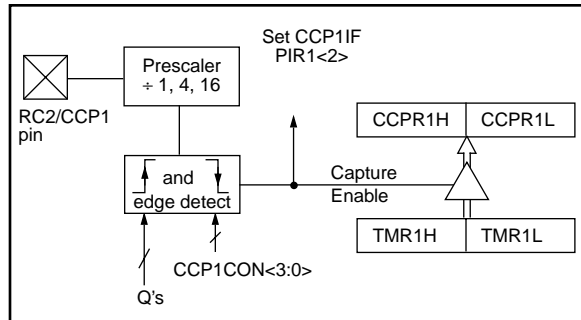 Set CCP1IF
PIR1<2>
Prescaler
÷ 1, 4, 16
RC2/CCP1
pin
CCPR1H CCPR1L
and
edge detect
Capture
Enable
TMR1H TMR1L
CCP1CON<3:0>
Q's